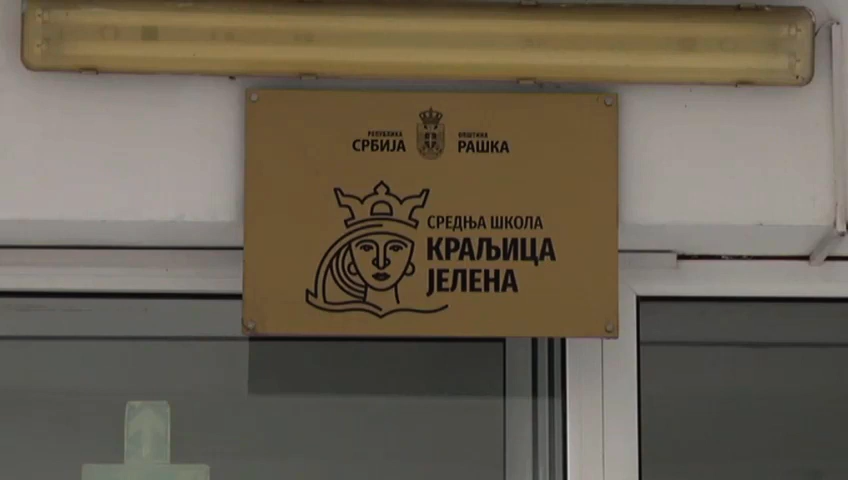 РЕПУБЛИКА
СРБИЈА
ОПШТИНА
РАШКА
СРЕДЊА ШКОЛА
КРАЉИЦА
ЈЕЛЕНА